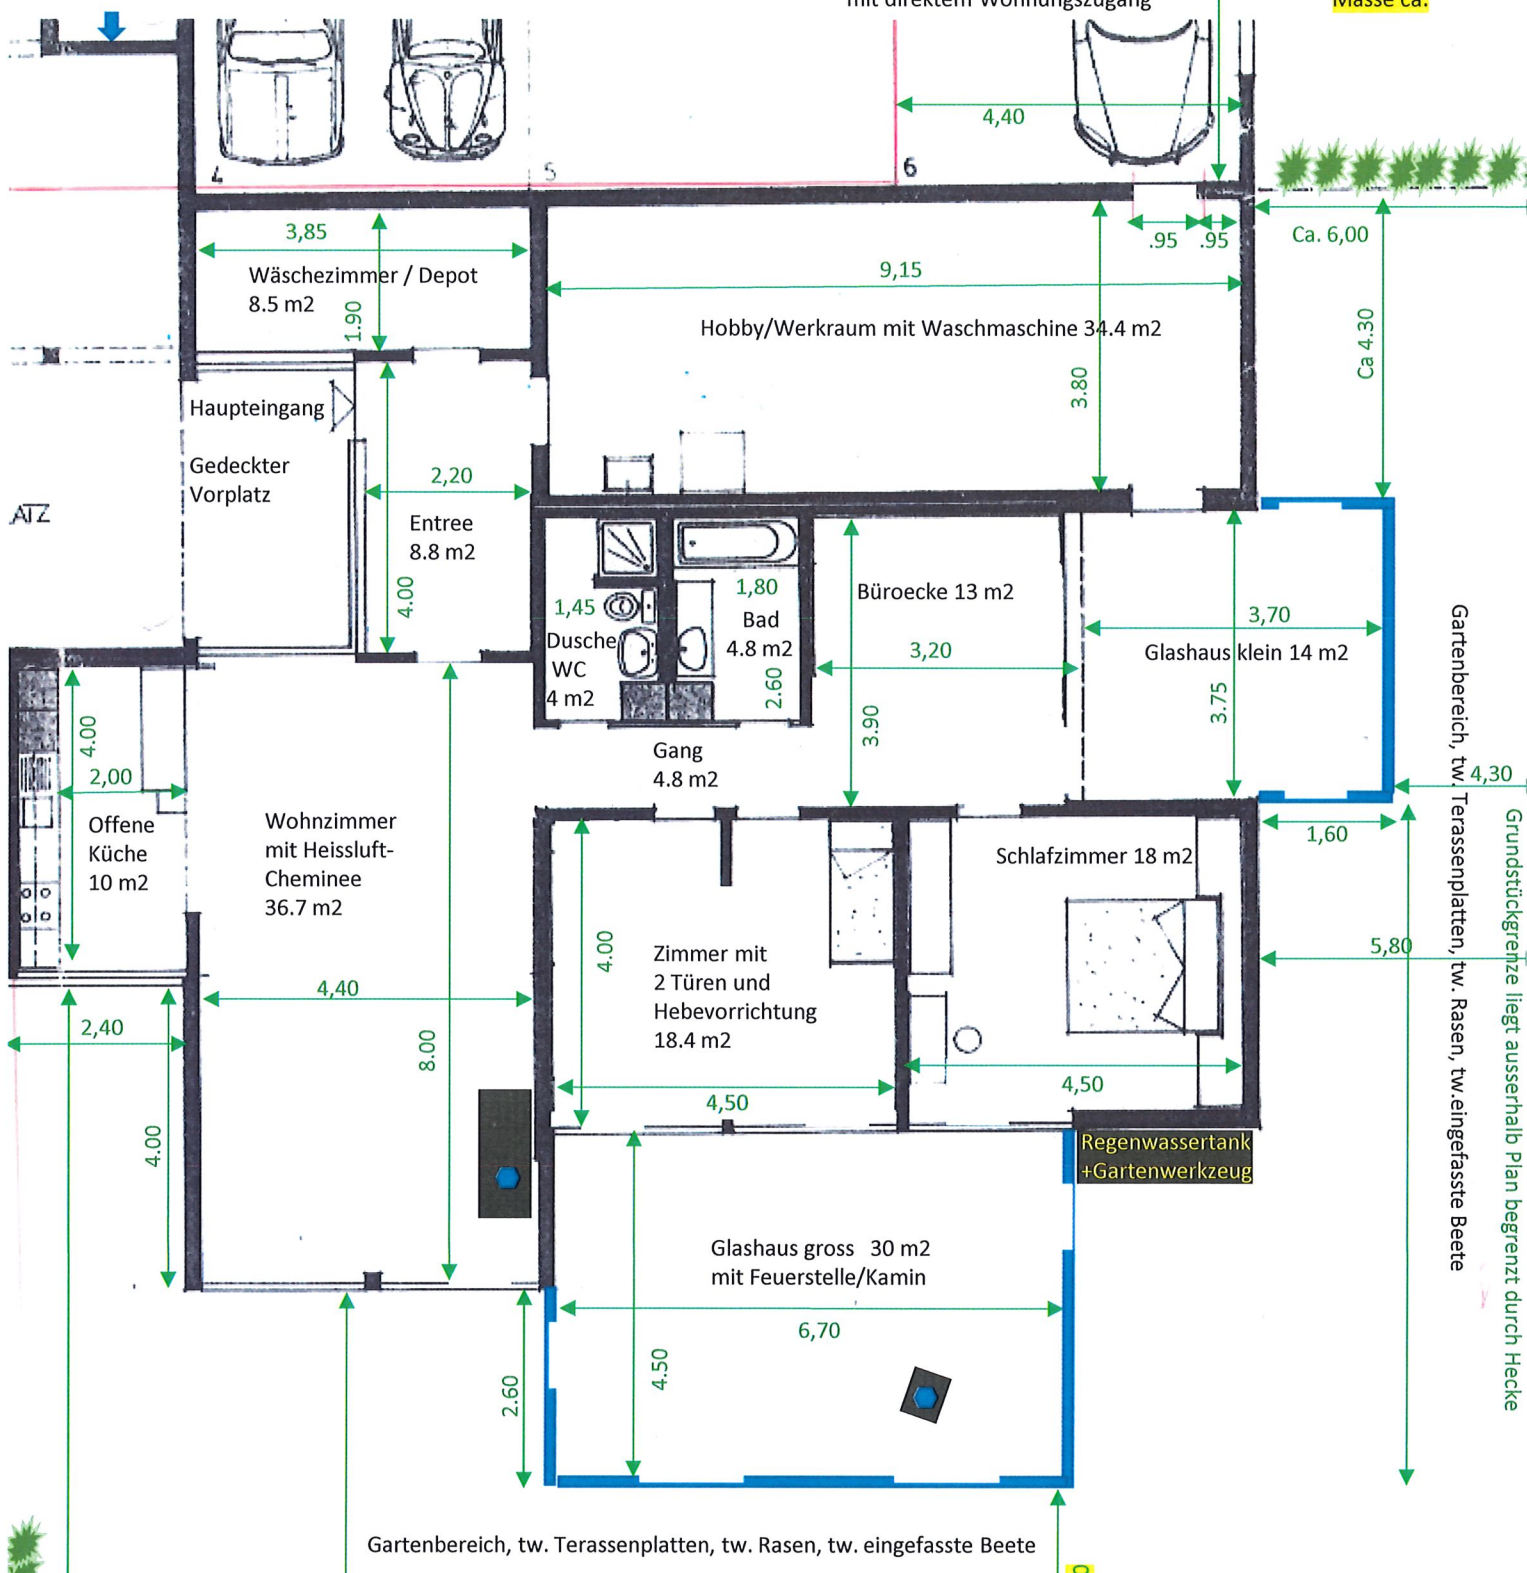 mit direktem Wohnungszugang
Masse ca.
4,40
4
5
6
3,85
Wäschezimmer / Depot
8.5 m2
1.90
9,15
.95
.95
Ca. 6,00
Hobby/Werkraum mit Waschmaschine 34.4 m2
3.80
Ca 4.30
Haupteingang
Gedeckter
Vorplatz
ATZ
2,20
Entree
8.8 m2
4.00
1,45
Dusche
WC
4 m2
1,80
Bad
4.8 m2
2.60
Büroecke 13 m2
3,20
3.90
3,70
Glashaus klein 14 m2
3.75
Gang
4.8 m2
4.00
2,00
Offene
Küche
10 m2
Wohnzimmer
mit Heissluft-
Cheminee
36.7 m2
4,40
8.00
2,40
4.00
4.00
Zimmer mit
2 Türen und
Hebevorrichtung
18.4 m2
4,50
Schlafzimmer 18 m2
4,50
4,30
1,60
5,80
Gartenbereich, tw. Terassenplatten, tw. Rasen, tw.eingefasste Beete
Grundstückgrenze liegt ausserhalb Plan begrenzt durch Hecke
Regenwassertank
+Gartenwerkzeug
Glashaus gross 30 m2
mit Feuerstelle/Kamin
6,70
4.50
2.60
Gartenbereich, tw. Terassenplatten, tw. Rasen, tw. eingefasste Beete